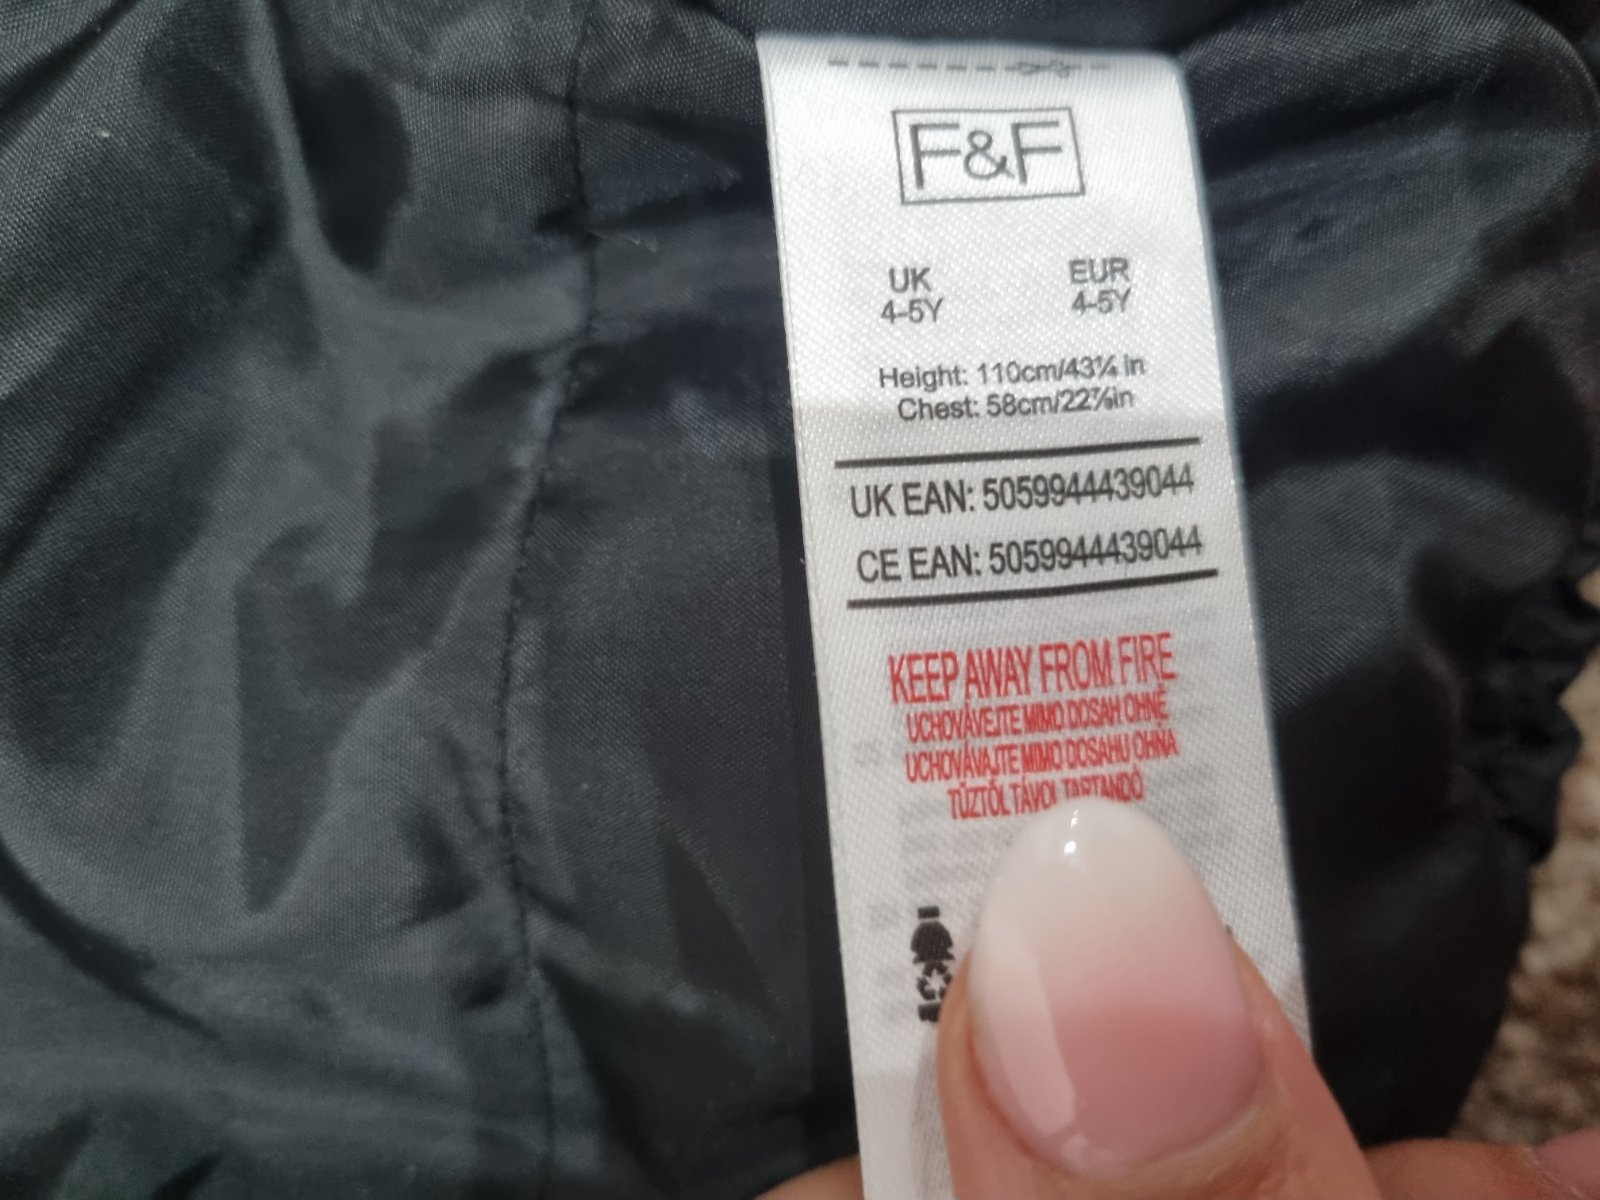 F&F
UK EUR
4-5Y 4-5Y
Height: 110cm/43¼ in
Chest: 58cm/22⅞in
UK EAN: 5059944439044
CE EAN: 5059944439044
KEEP AWAY FROM FIRE
UCHOVÁVEJTE MIMO DOSAH OHNĚ
UCHOVÁVAJTE MIMO DOSAHU OHŇA
TŰZTŐL TÁVOL TARTANDÓ